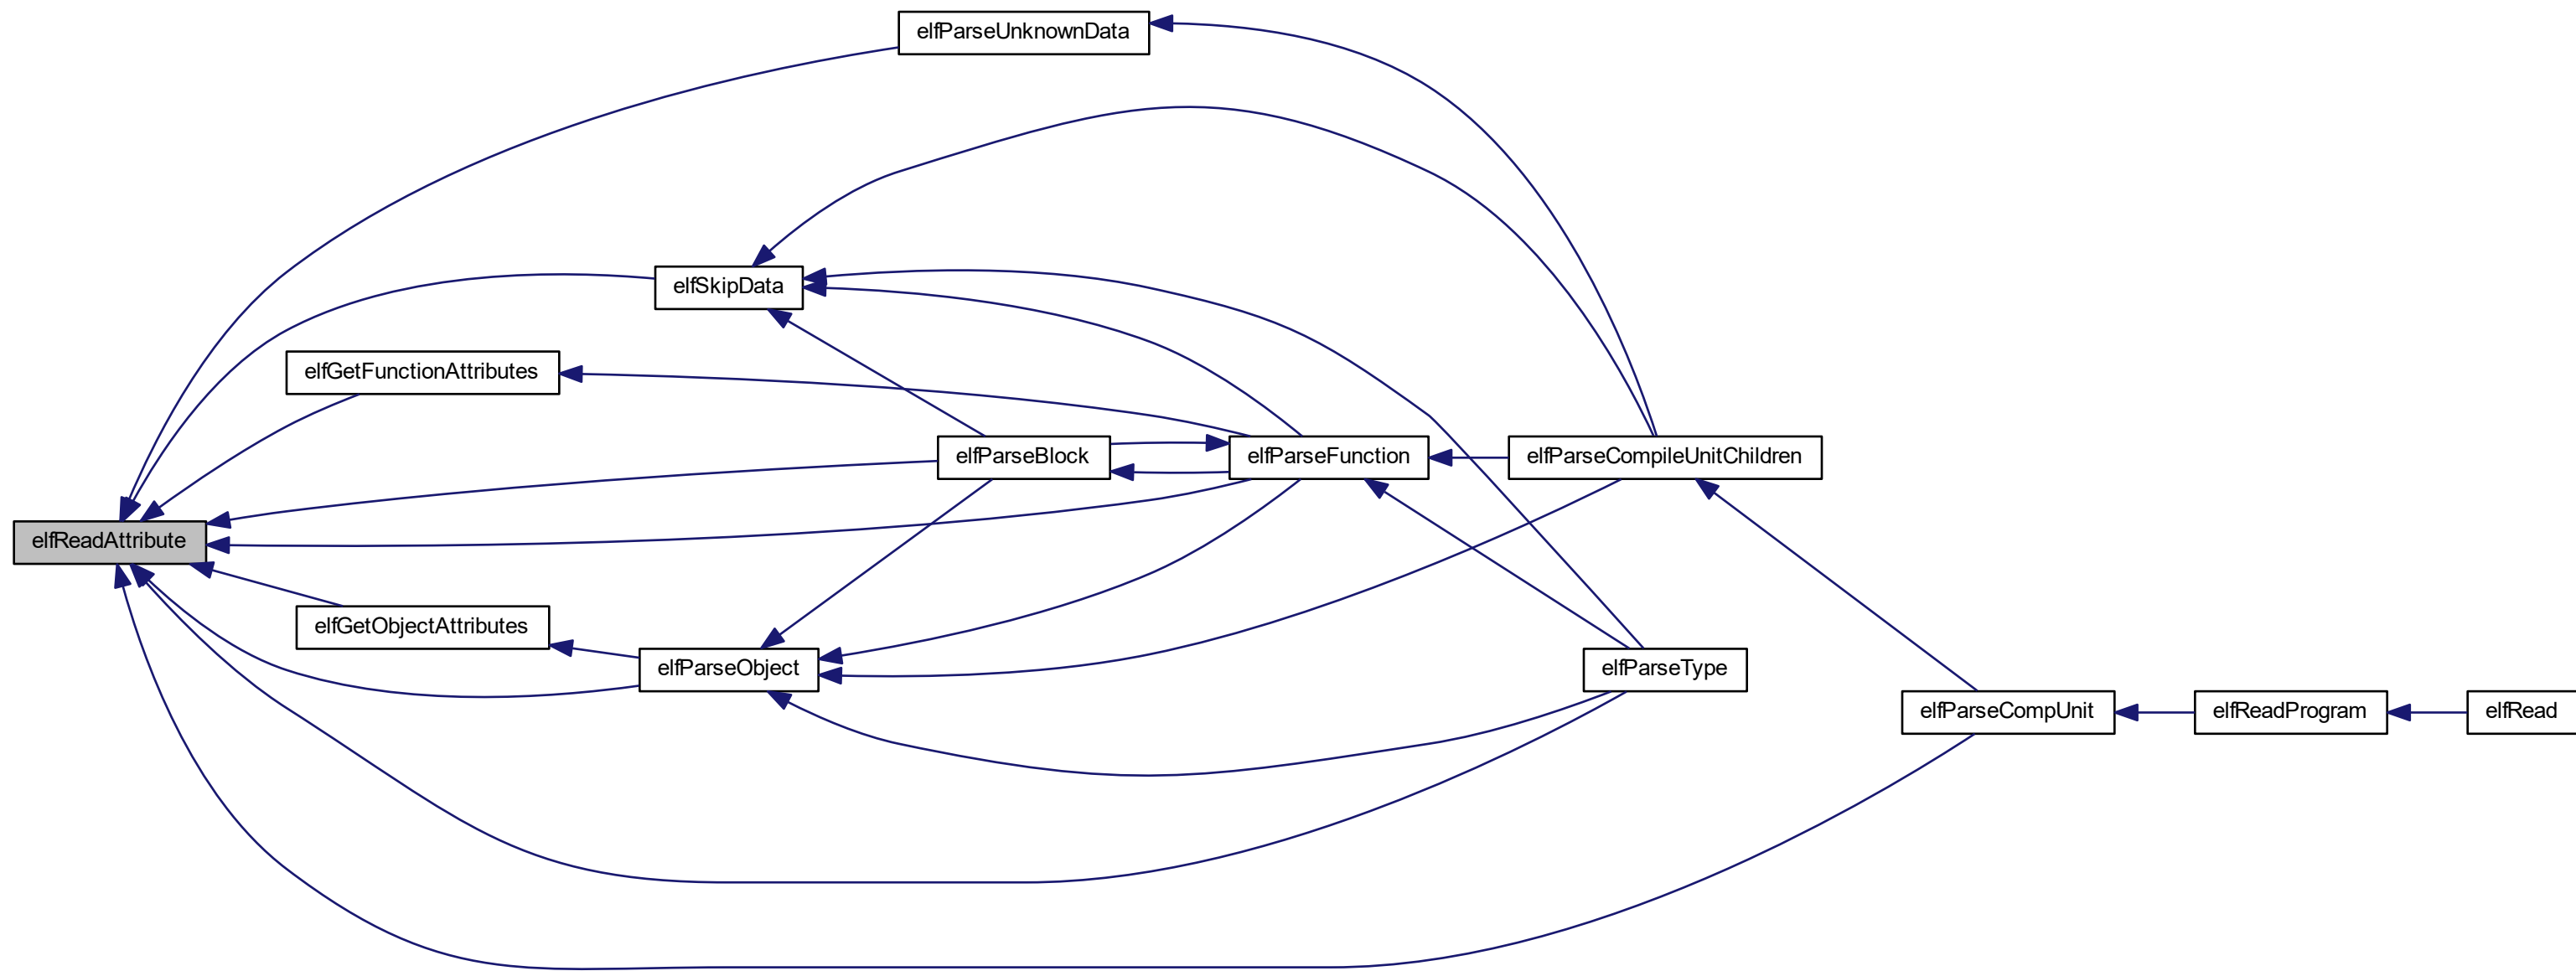 elfParseUnknownData
elfSkipData
elfGetFunctionAttributes
elfParseBlock
elfParseFunction
elfParseCompileUnitChildren
elfReadAttribute
elfGetObjectAttributes
elfParseObject
elfParseType
elfParseCompUnit
elfReadProgram
elfRead